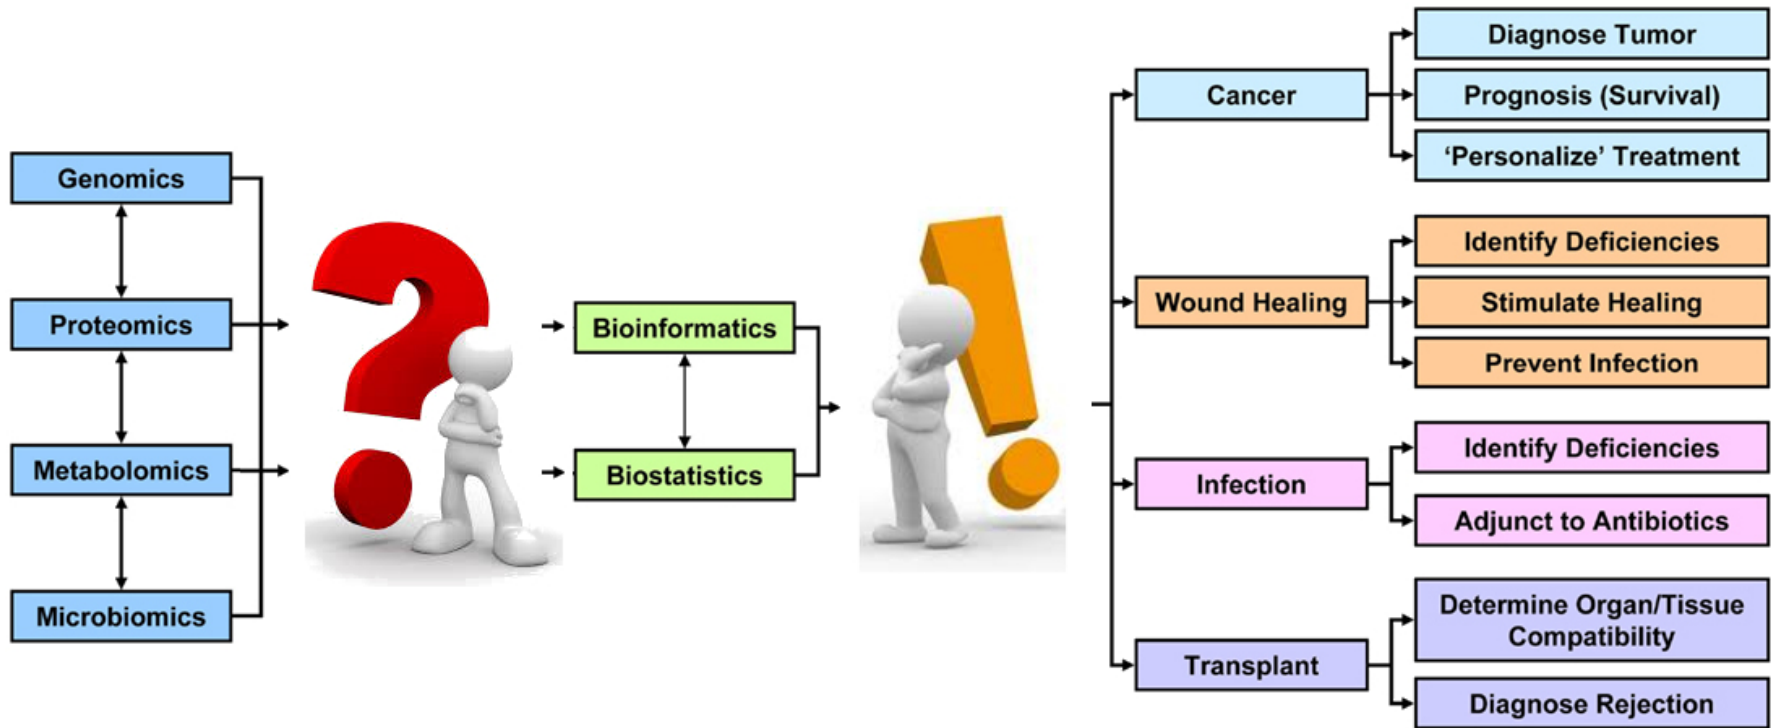 Genomics
Proteomics
Metabolomics
Microbiomics
Bioinformatics
Biostatistics
Cancer
Diagnose Tumor
Prognosis (Survival)
‘Personalize’ Treatment
Wound Healing
Identify Deficiencies
Stimulate Healing
Prevent Infection
Infection
Identify Deficiencies
Adjunct to Antibiotics
Transplant
Determine Organ/Tissue
Compatibility
Diagnose Rejection